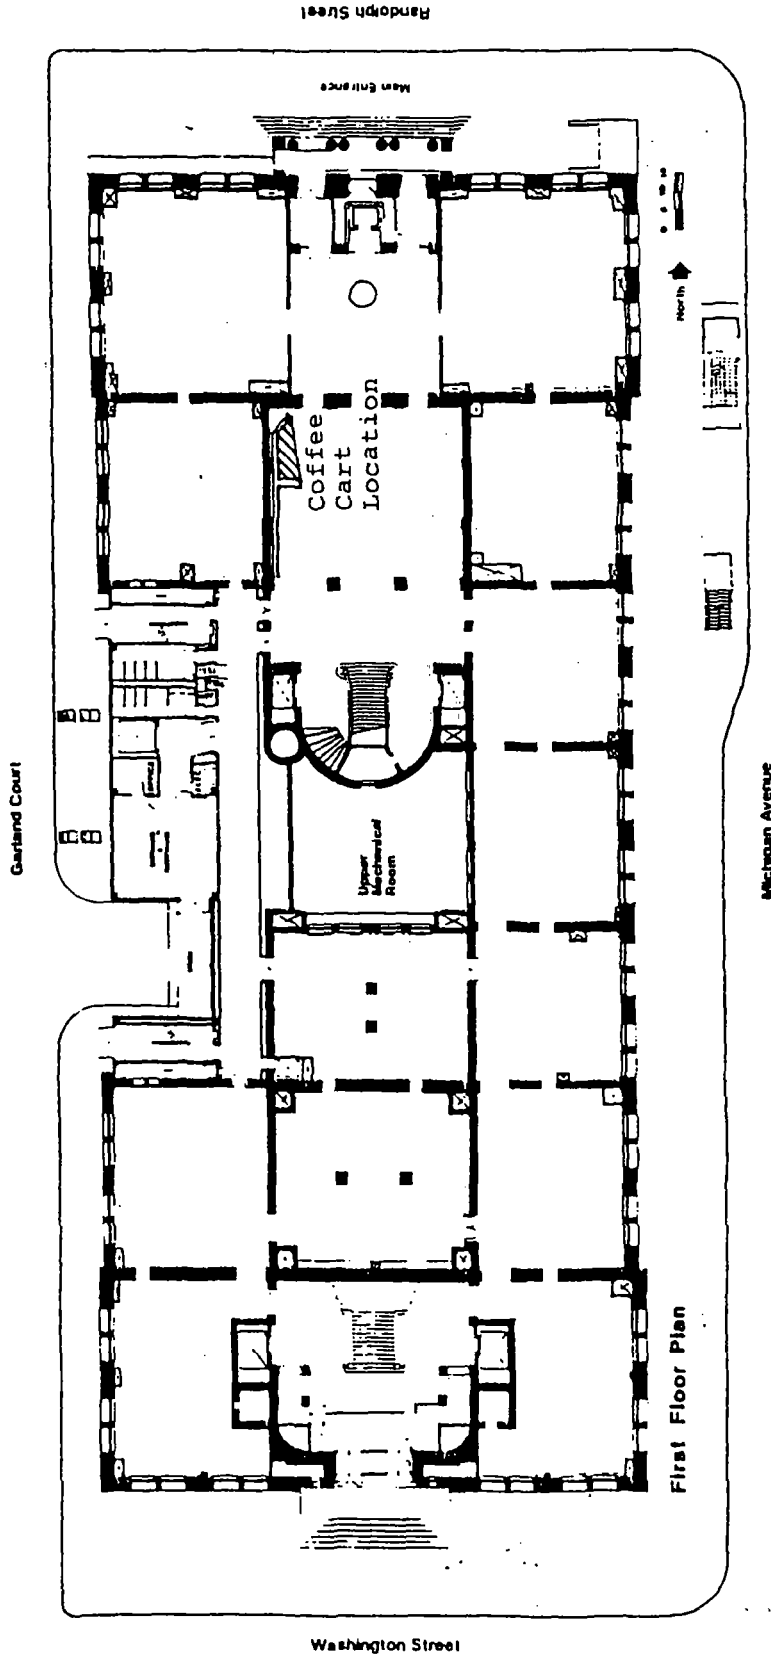 Randolph Street
Main Entrance
North
Coffee
Cart
Location
Garland Court
Upper
Mechanical
Room
Michigan Avenue
First Floor Plan
Washington Street